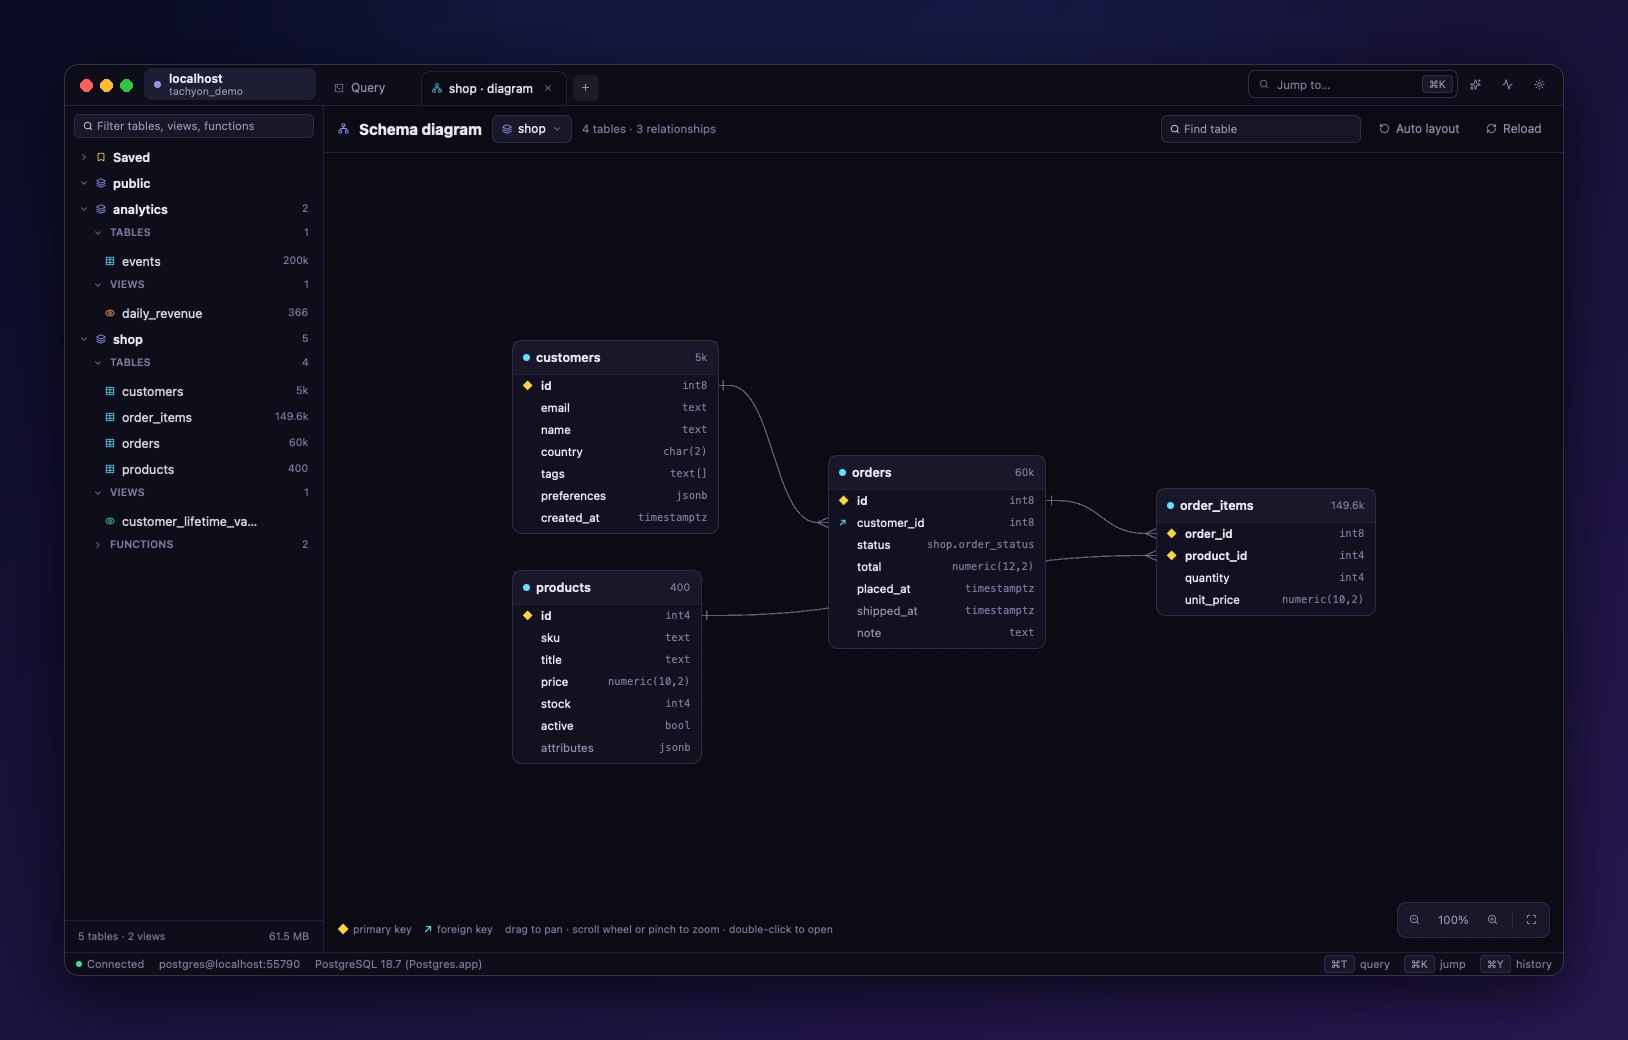 localhost
tachyon_demo
Query
shop · diagram
Jump to...
⌘K
Filter tables, views, functions
Schema diagram
shop
4 tables · 3 relationships
Find table
Auto layout
Reload
Saved
public
analytics 2
TABLES 1
events 200k
VIEWS 1
daily_revenue 366
shop 5
TABLES 4
customers 5k
order_items 149.6k
orders 60k
products 400
VIEWS 1
customer_lifetime_va...
FUNCTIONS 2
customers 5k
id int8
email text
name text
country char(2)
tags text[]
preferences jsonb
created_at timestamptz
products 400
id int4
sku text
title text
price numeric(10,2)
stock int4
active bool
attributes jsonb
orders 60k
id int8
customer_id int8
status shop.order_status
total numeric(12,2)
placed_at timestamptz
shipped_at timestamptz
note text
order_items 149.6k
order_id int8
product_id int4
quantity int4
unit_price numeric(10,2)
primary key
foreign key
drag to pan · scroll wheel or pinch to zoom · double-click to open
100%
5 tables · 2 views 61.5 MB
Connected postgres@localhost:55790 PostgreSQL 18.7 (Postgres.app)
⌘T query ⌘K jump ⌘Y history